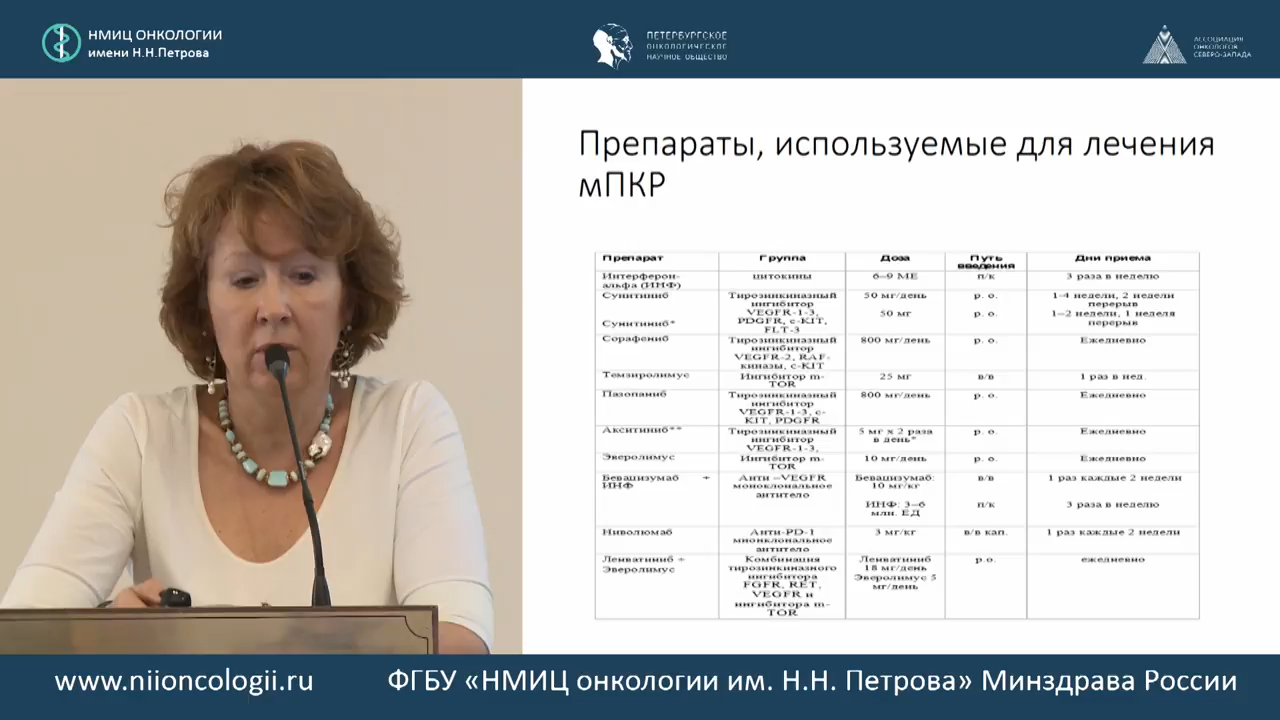 НМИЦ ОНКОЛОГИИ
имени Н.Н.Петрова
ПЕТЕРБУРГСКОЕ
ОНКОЛОГИЧЕСКОЕ
НАУЧНОЕ ОБЩЕСТВО
АССОЦИАЦИЯ
ОНКОЛОГОВ
СЕВЕРО-ЗАПАДА
Препараты, используемые для лечения
мПКР
Препарат Группа Доза Путь введения Дни приема
Интерферон-альфа (ИНФ) цитокины 6–9 МЕ п/к 3 раза в неделю
Сунитиниб Тирозинкиназный ингибитор VEGFR-1-3, PDGFR, c-KIT, FLT-3 50 мг/день p. o. 1-4 недели, 2 недели перерыв
Сунитиниб* 50 мг p. o. 1–2 недели, 1 неделя перерыв
Сорафениб Тирозинкиназный ингибитор VEGFR-2, RAF-киназы, c-KIT 800 мг/день p. o. Ежедневно
Темзиролимус Ингибитор m-TOR 25 мг в/в 1 раз в нед.
Пазопаниб Тирозинкиназный ингибитор VEGFR-1-3, c-KIT, PDGFR 800 мг/день p. o. Ежедневно
Акситиниб** Тирозинкиназный ингибитор VEGFR-1-3, 5 мг x 2 раза в день* p. o. Ежедневно
Эверолимус Ингибитор m-TOR 10 мг/день p. o. Ежедневно
Бевацизумаб + ИНФ Анти –VEGFR моноклональное антитело Бевацизумаб: 10 мг/кг в/в 1 раз каждые 2 недели
ИНФ: 3–6 млн. ЕД п/к 3 раза в неделю
Ниволюмаб Анти-PD-1 мионклональное антитело 3 мг/кг в/в кап. 1 раз каждые 2 недели
Ленватиниб + Эверолимус Комбинация тирозинкиназного ингибитора FGFR, RET, VEGFR и ингибитора m-TOR Ленватиниб 18 мг/день Эверолимус 5 мг/день p.o. ежедневно
www.niioncologii.ru
ФГБУ «НМИЦ онкологии им. Н.Н. Петрова» Минздрава России